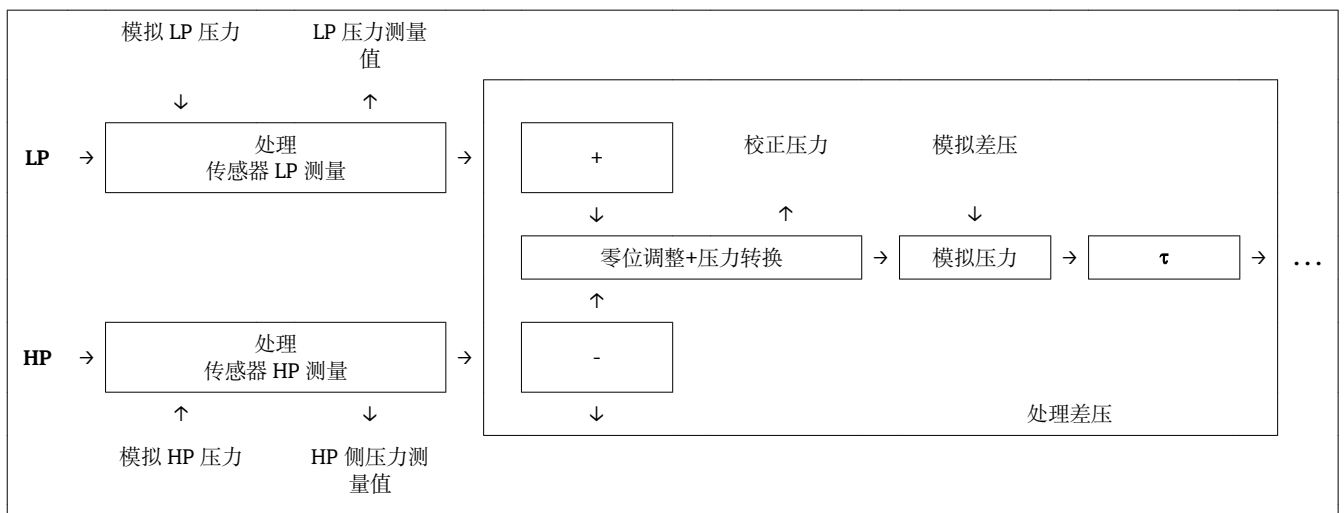 模拟 LP 压力
LP 压力测量
值
↓ ↑
LP → 处理
传感器 LP 测量 → + 校正压力 模拟差压
↓ ↑ ↓
零位调整+压力转换 → 模拟压力 → τ → ...
↑
HP → 处理
传感器 HP 测量 → -
↑ ↓ ↓ 处理差压
模拟 HP 压力
HP 侧压力测
量值